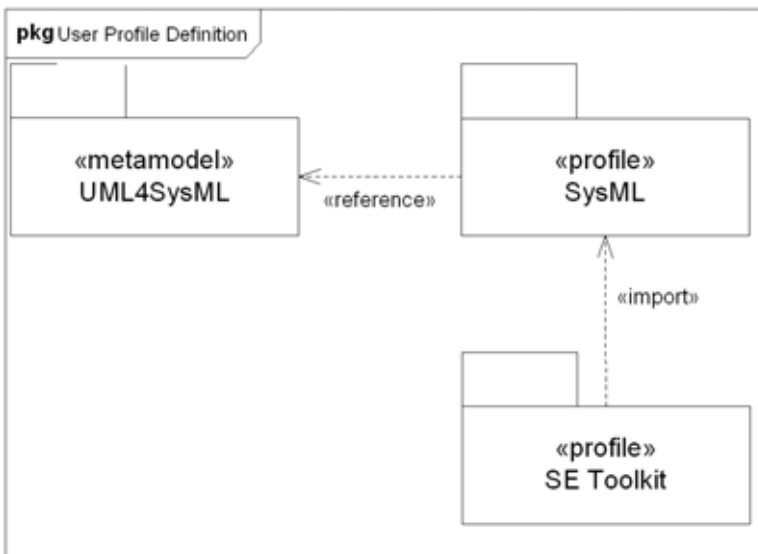 pkg User Profile Definition
«metamodel»
UML4SysML
«reference»
«profile»
SysML
«import»
«profile»
SE Toolkit